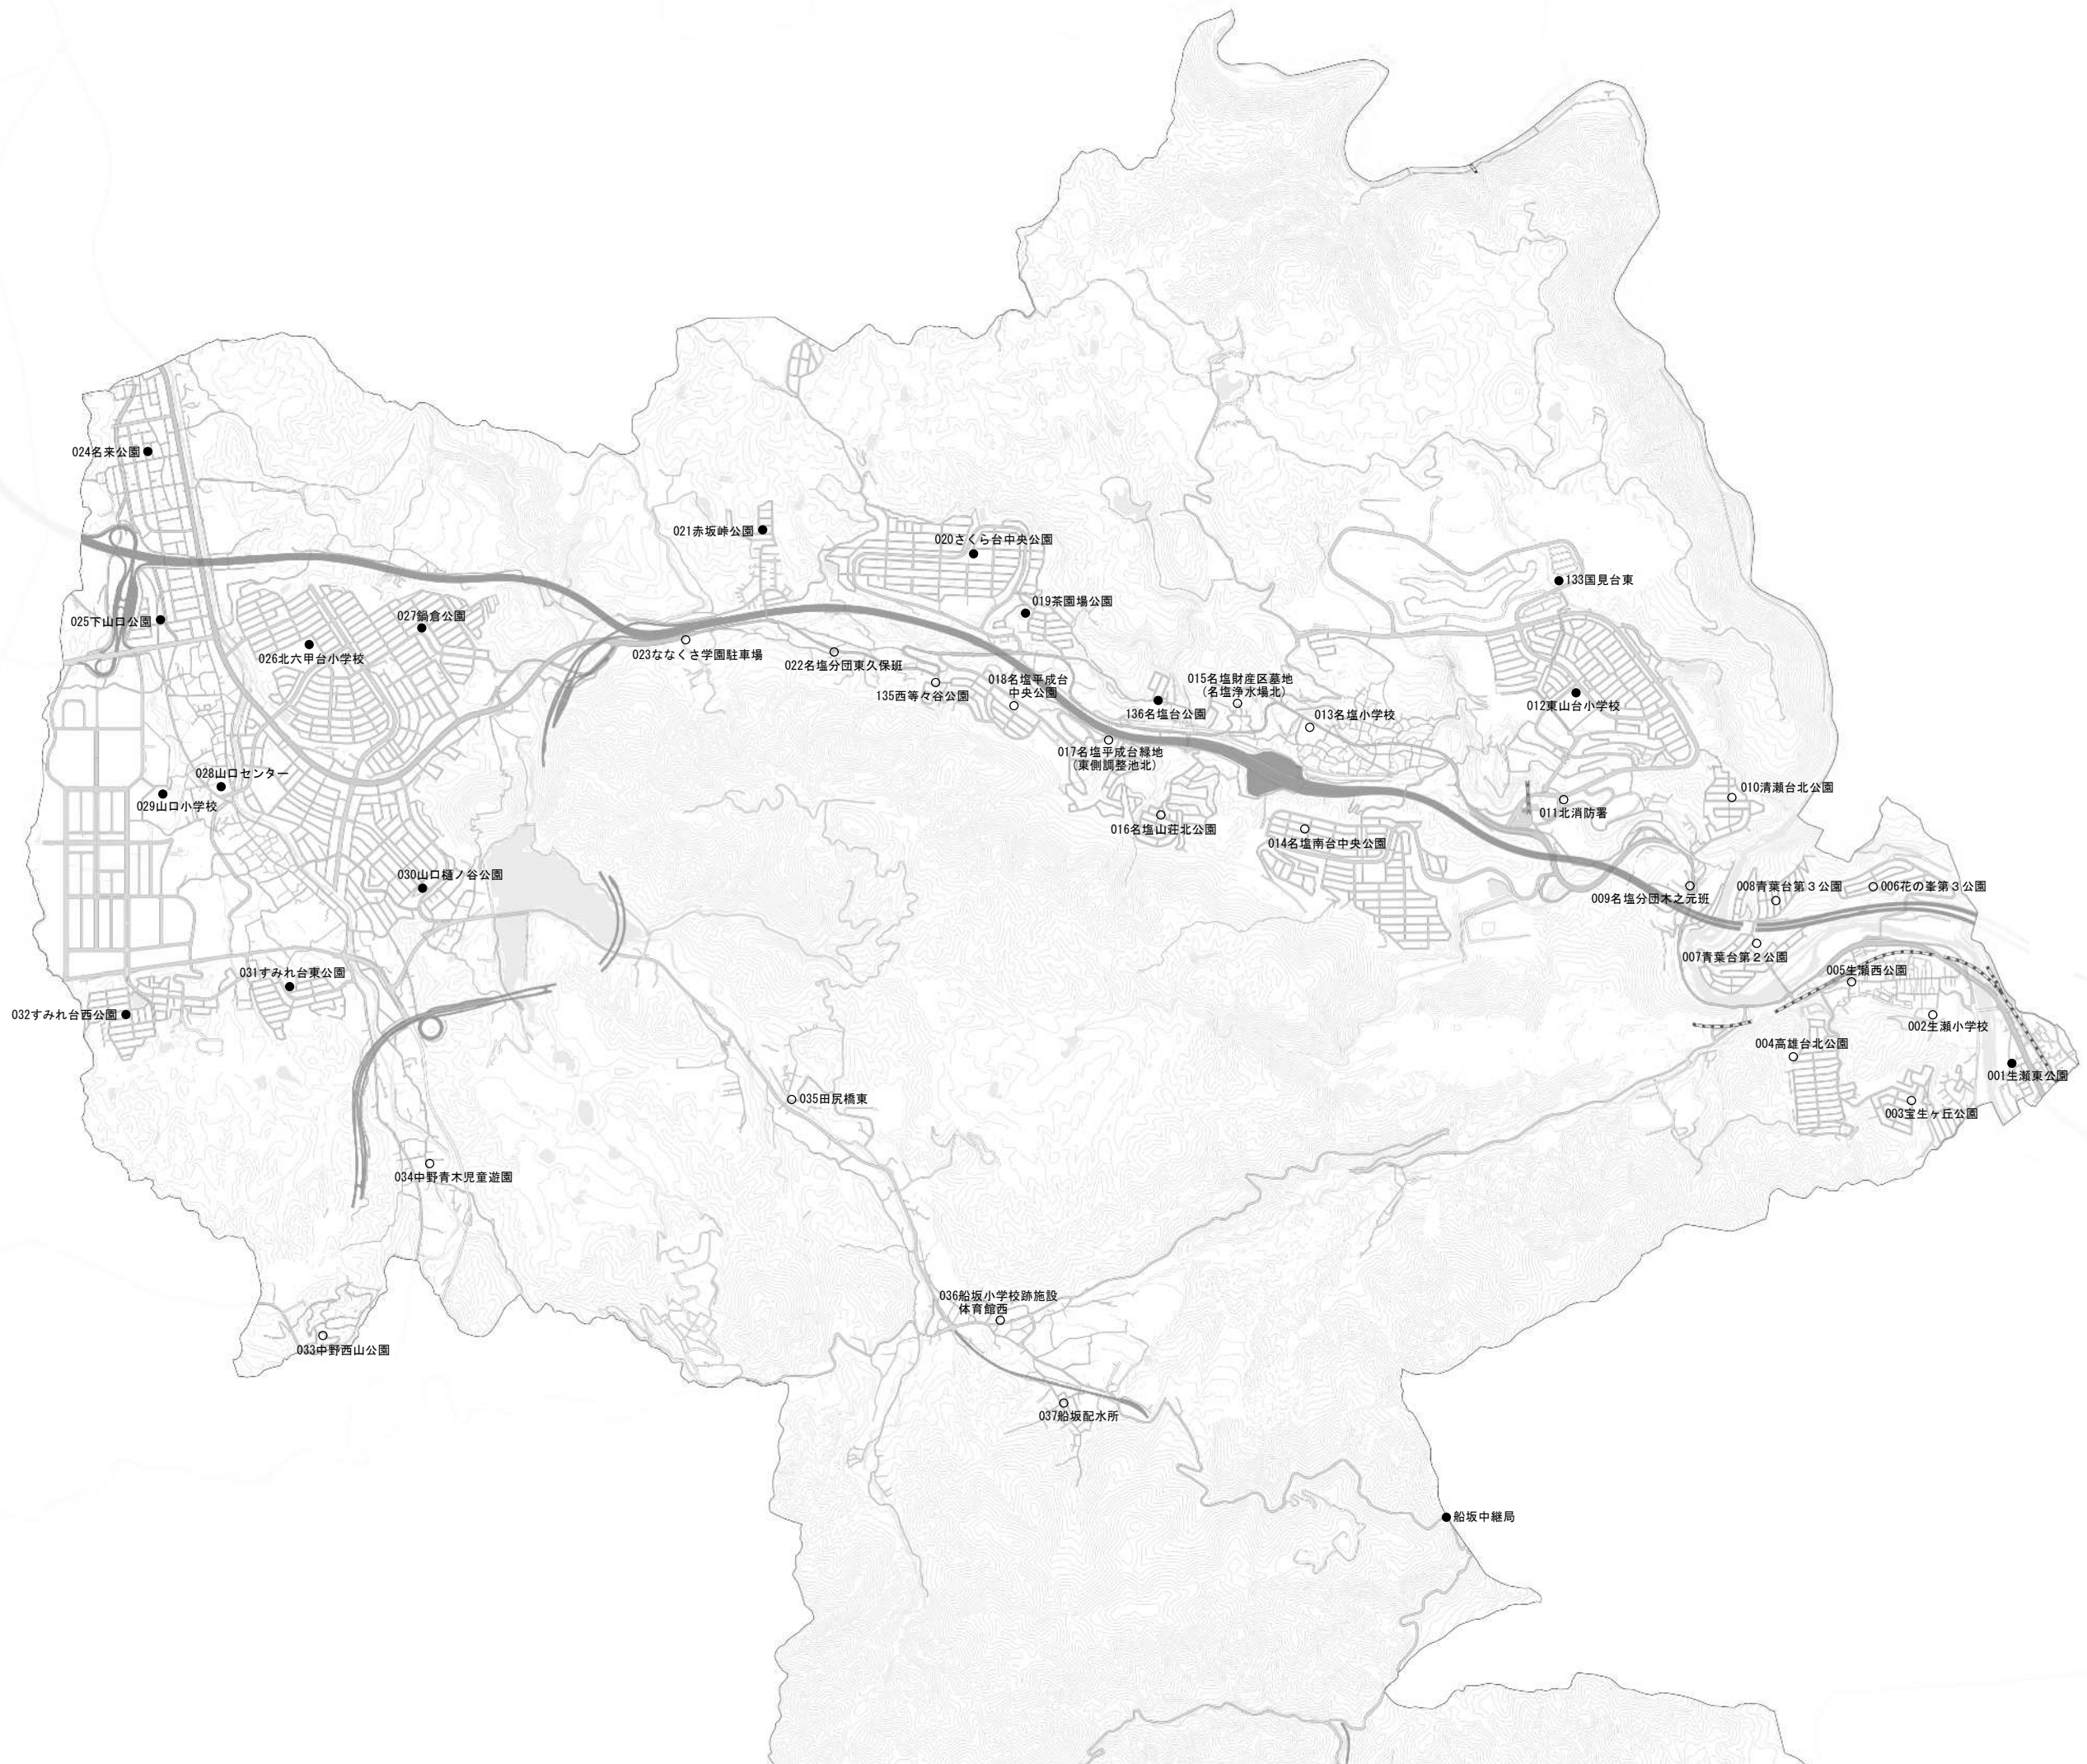 024名来公園
021赤坂峠公園
020さくら台中央公園
133国見台東
019茶園場公園
027鍋倉公園
025下山口公園
026北六甲台小学校
023ななくさ学園駐車場
022名塩分団東久保班
135西等々谷公園
018名塩平成台
中央公園
015名塩財産区墓地
(名塩浄水場北)
136名塩台公園
013名塩小学校
012東山台小学校
017名塩平成台緑地
(東側調整池北)
028山口センター
029山口小学校
010清瀬台北公園
011北消防署
016名塩山荘北公園
014名塩南台中央公園
030山口樋ノ谷公園
009名塩分団木之元班
008青葉台第3公園
006花の峯第3公園
007青葉台第2公園
005生瀬西公園
031すみれ台東公園
032すみれ台西公園
002生瀬小学校
004高雄台北公園
001生瀬東公園
035田尻橋東
003宝生ヶ丘公園
034中野青木児童遊園
036船坂小学校跡施設
体育館西
033中野西山公園
037船坂配水所
船坂中継局